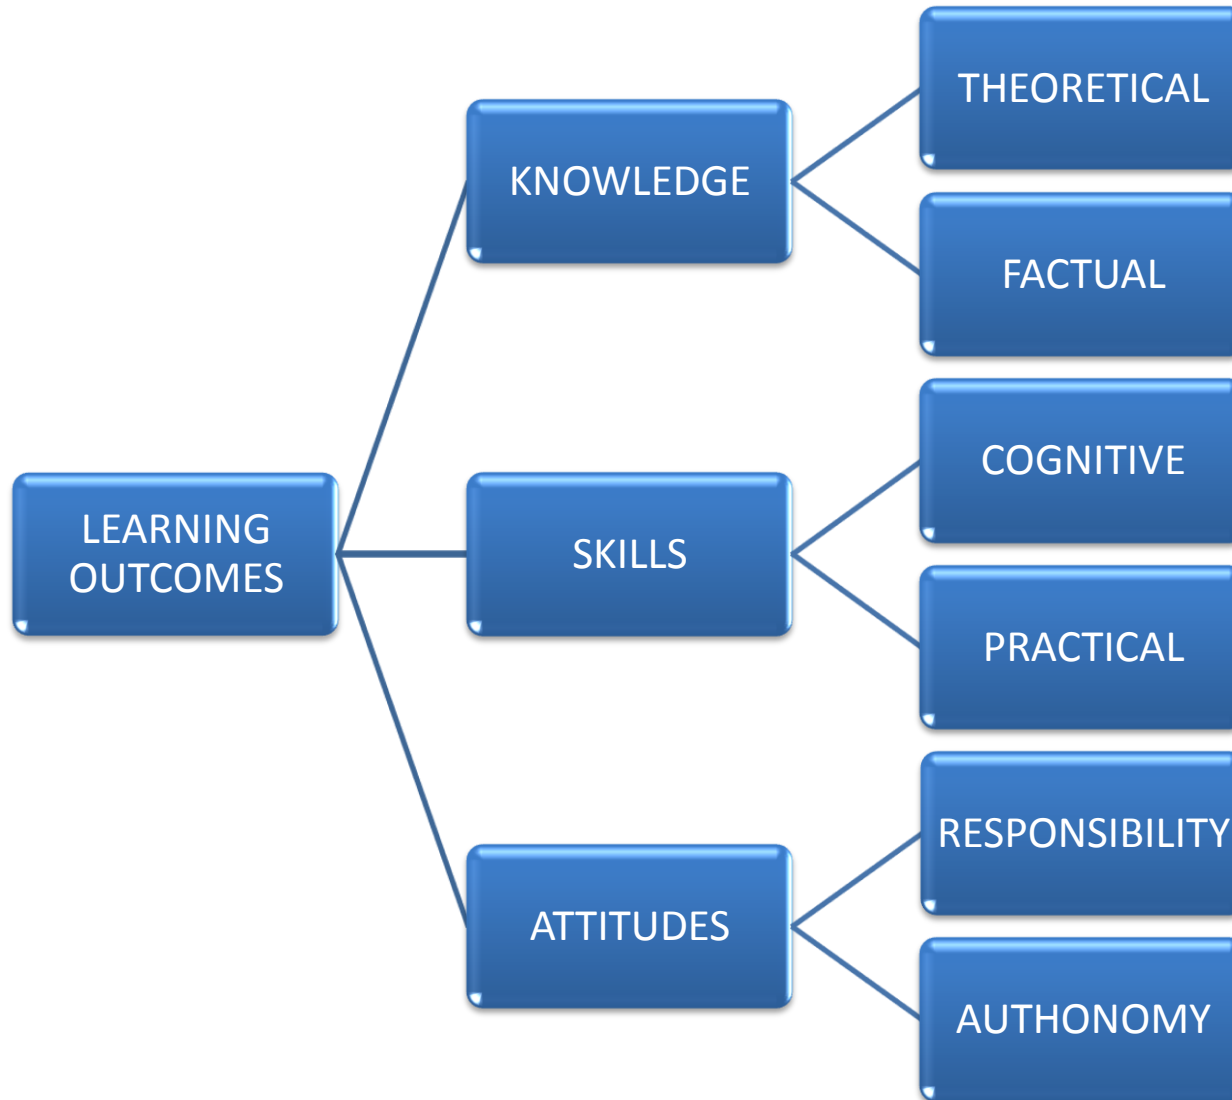 LEARNING
OUTCOMES
KNOWLEDGE
THEORETICAL
FACTUAL
SKILLS
COGNITIVE
PRACTICAL
ATTITUDES
RESPONSIBILITY
AUTHONOMY